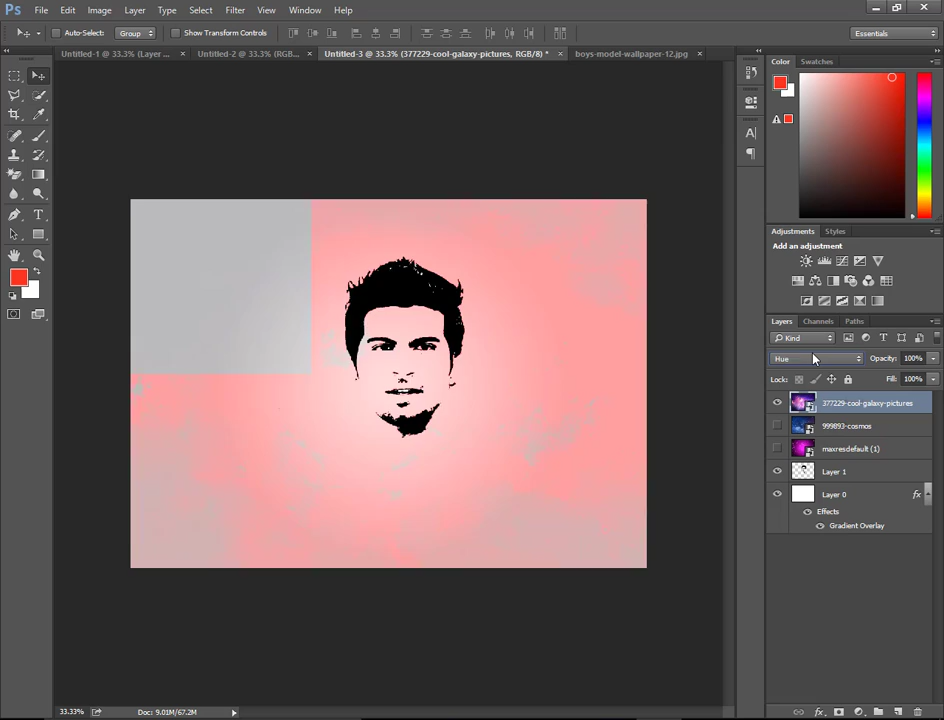 Ps File Edit Image Layer Type Select Filter View Window Help
Auto-Select: Group Show Transform Controls Essentials
Untitled-1 @ 33.3% (Layer ... × Untitled-2 @ 33.3% (RGB... × Untitled-3 @ 33.3% (377229-cool-galaxy-pictures, RGB/8) * × boys-model-wallpaper-12.jpg ×
Color Swatches
Adjustments Styles
Add an adjustment
Layers Channels Paths
Kind
Hue Opacity: 100%
Lock: Fill: 100%
377229-cool-galaxy-pictures
999893-cosmos
maxresdefault (1)
Layer 1
Layer 0 fx
Effects
Gradient Overlay
33.33% Doc: 9.01M/67.2M